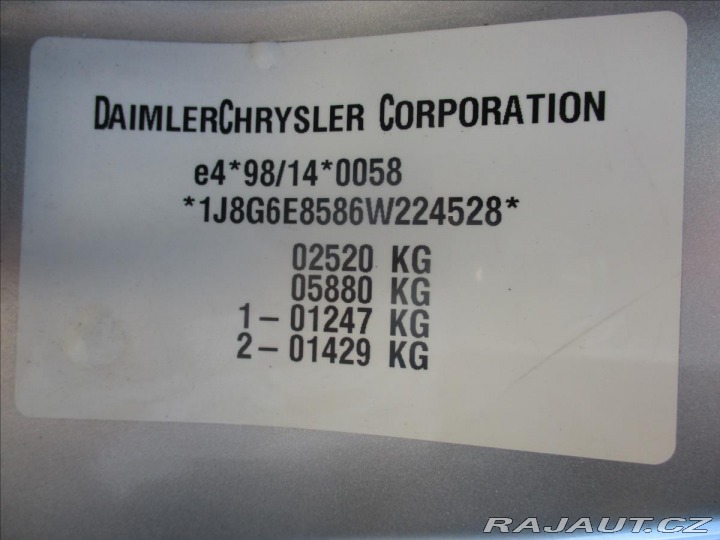 DAIMLERCHRYSLER CORPORATION
e4*98/14*0058
*1J8G6E8586W224528*
02520 KG
05880 KG
1-01247 KG
2-01429 KG
RAJAUT.CZ